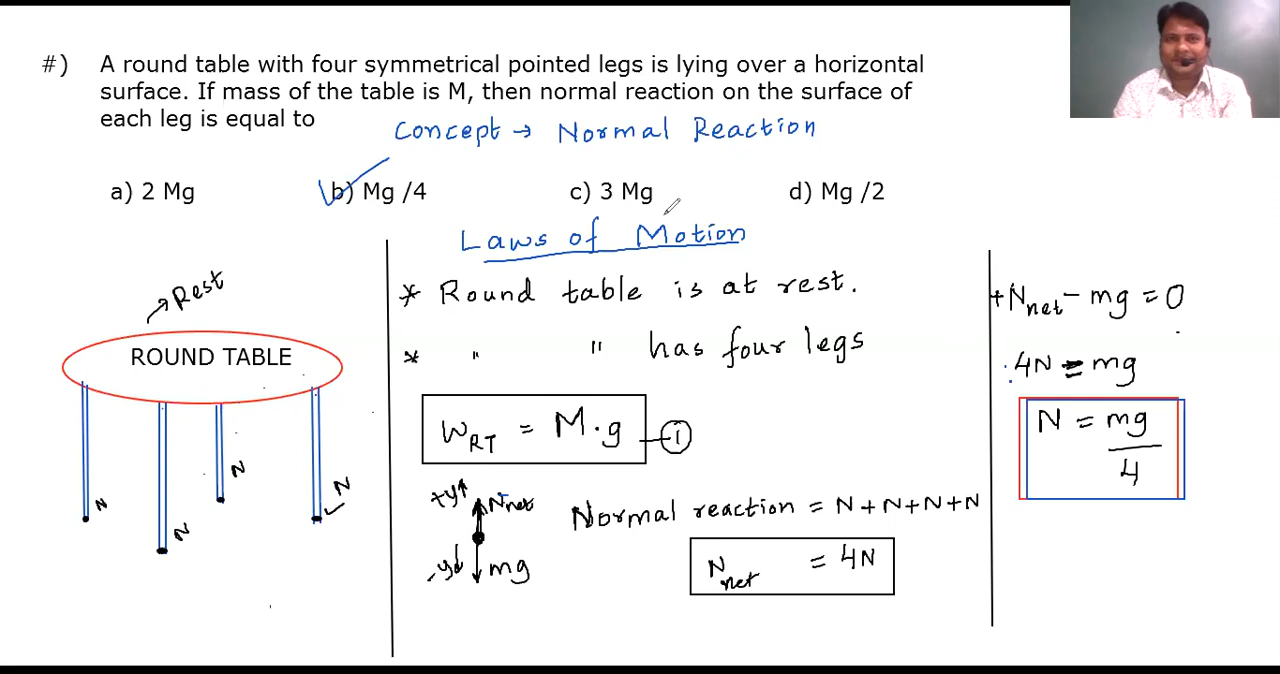 #) A round table with four symmetrical pointed legs is lying over a horizontal
surface. If mass of the table is M, then normal reaction on the surface of
each leg is equal to
Concept → Normal Reaction
a) 2 Mg b) Mg /4 c) 3 Mg d) Mg /2
Laws of Motion
→ Rest
ROUND TABLE
N
N
N
N
* Round table is at rest.
* " " has four legs
W_RT = M·g — ①
+y↑ N_net
-y↓ mg
Normal reaction = N+N+N+N
N_net = 4N
+N_net - mg = 0
4N = mg
N = mg/4